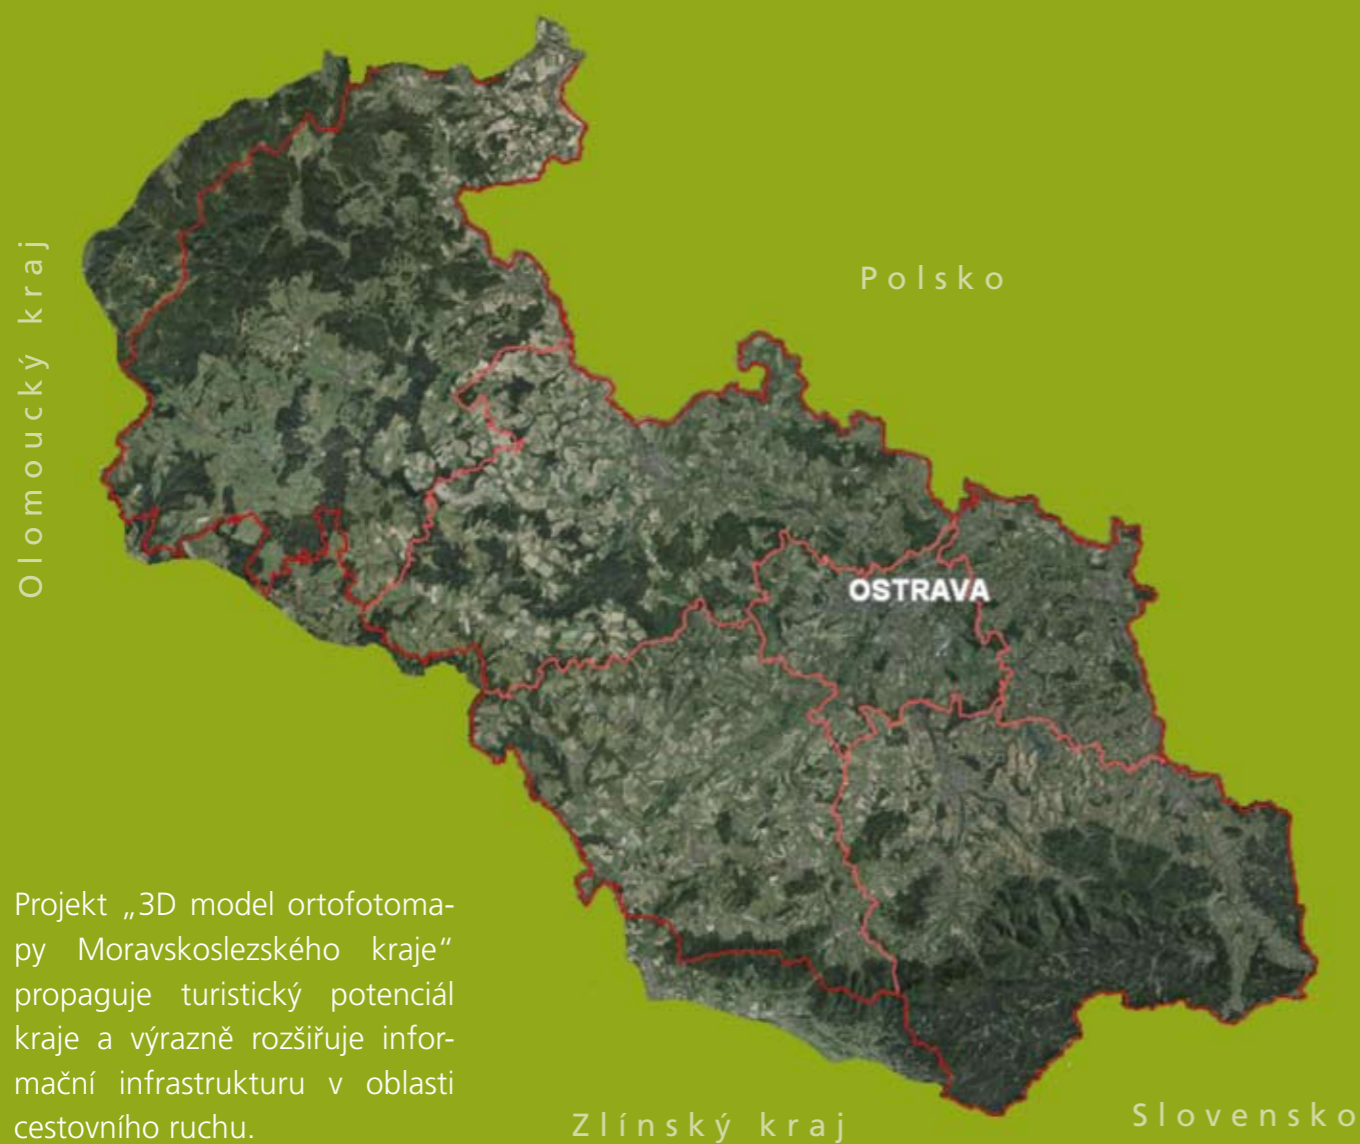 Polsko
Olomoucký kraj
OSTRAVA
Projekt „3D model ortofotoma-
py Moravskoslezského kraje“
propaguje turistický potenciál
kraje a výrazně rozšiřuje infor-
mační infrastrukturu v oblasti
cestovního ruchu.
Zlínský kraj
Slovensko